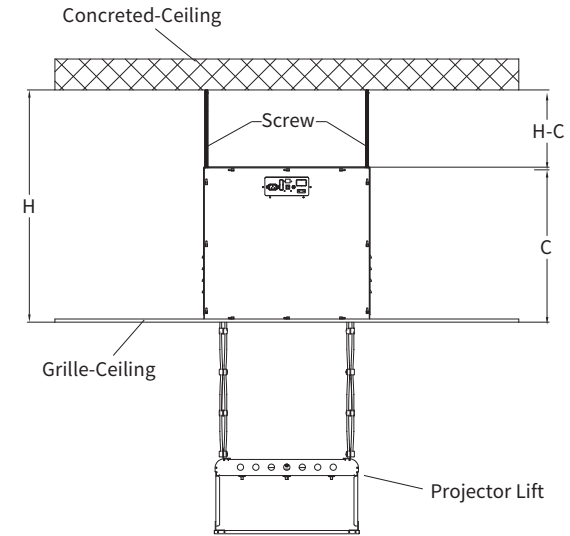 Concreted-Ceiling
Screw
H-C
H
C
Grille-Ceiling
Projector Lift